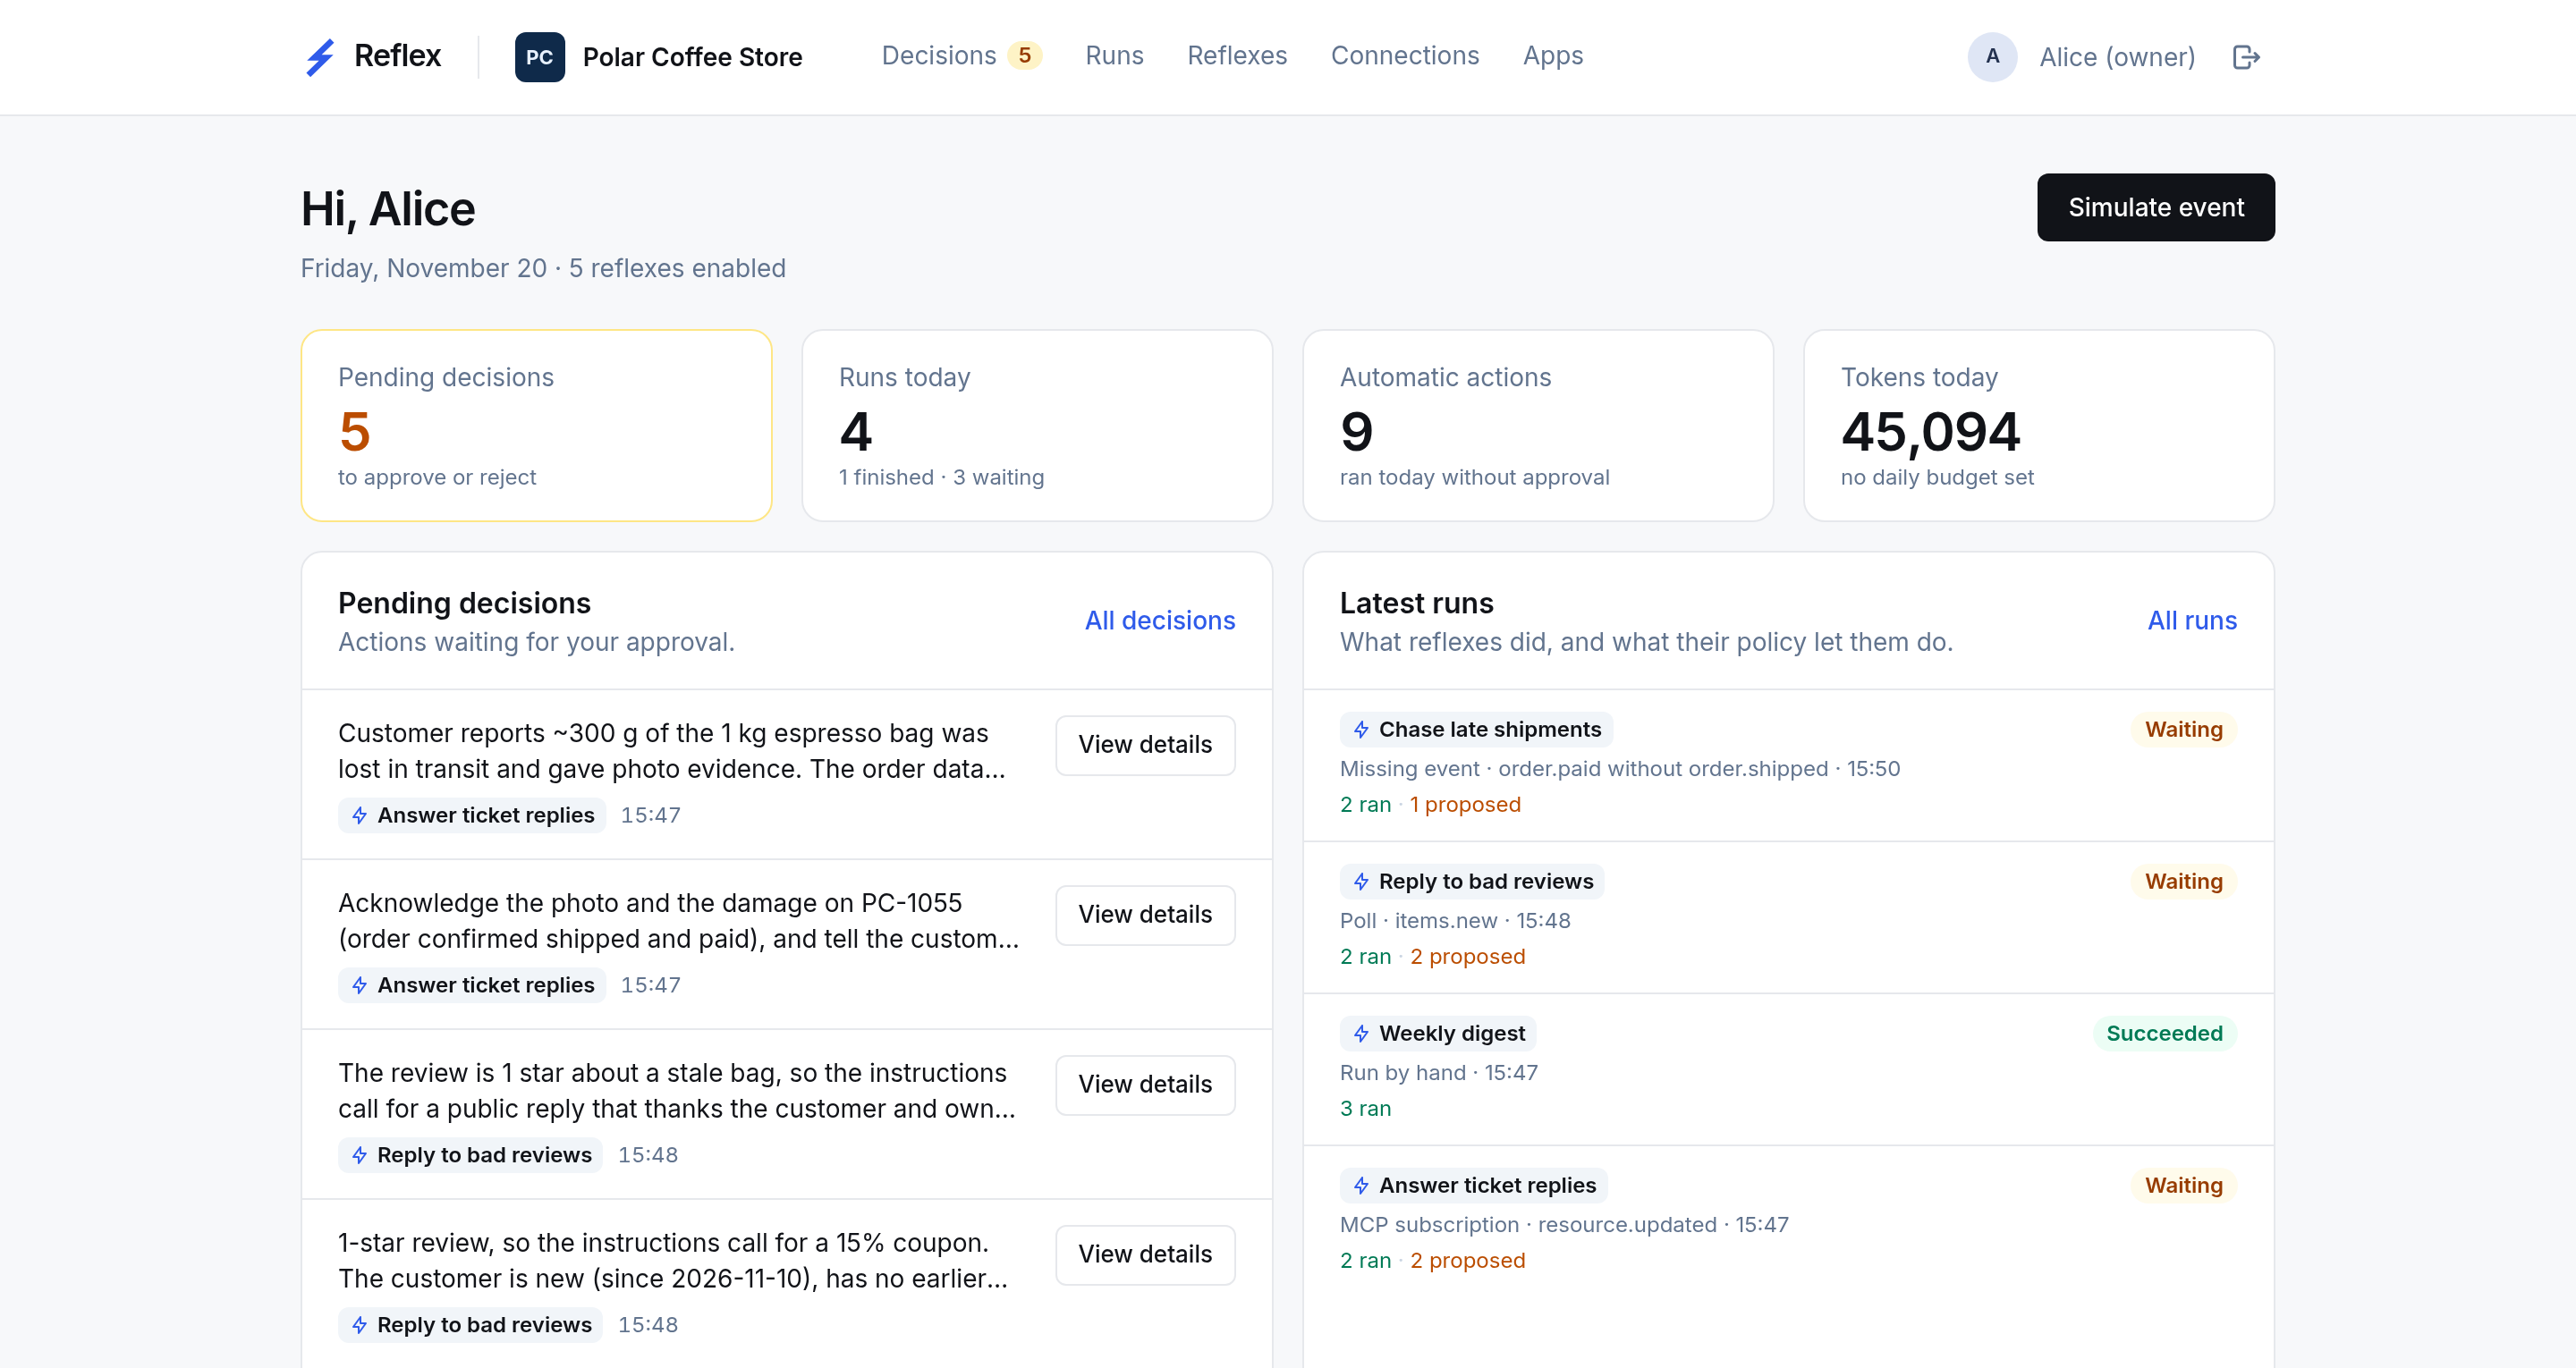 Reflex
PC
Polar Coffee Store
Decisions 5
Runs
Reflexes
Connections
Apps
A
Alice (owner)
Hi, Alice
Simulate event
Friday, November 20 · 5 reflexes enabled
Pending decisions
5
to approve or reject
Runs today
4
1 finished · 3 waiting
Automatic actions
9
ran today without approval
Tokens today
45,094
no daily budget set
Pending decisions
Actions waiting for your approval.
All decisions
Customer reports ~300 g of the 1 kg espresso bag was
lost in transit and gave photo evidence. The order data...
View details
Answer ticket replies 15:47
Acknowledge the photo and the damage on PC-1055
(order confirmed shipped and paid), and tell the custom...
View details
Answer ticket replies 15:47
The review is 1 star about a stale bag, so the instructions
call for a public reply that thanks the customer and own...
View details
Reply to bad reviews 15:48
1-star review, so the instructions call for a 15% coupon.
The customer is new (since 2026-11-10), has no earlier...
View details
Reply to bad reviews 15:48
Latest runs
What reflexes did, and what their policy let them do.
All runs
Chase late shipments
Waiting
Missing event · order.paid without order.shipped · 15:50
2 ran · 1 proposed
Reply to bad reviews
Waiting
Poll · items.new · 15:48
2 ran · 2 proposed
Weekly digest
Succeeded
Run by hand · 15:47
3 ran
Answer ticket replies
Waiting
MCP subscription · resource.updated · 15:47
2 ran · 2 proposed